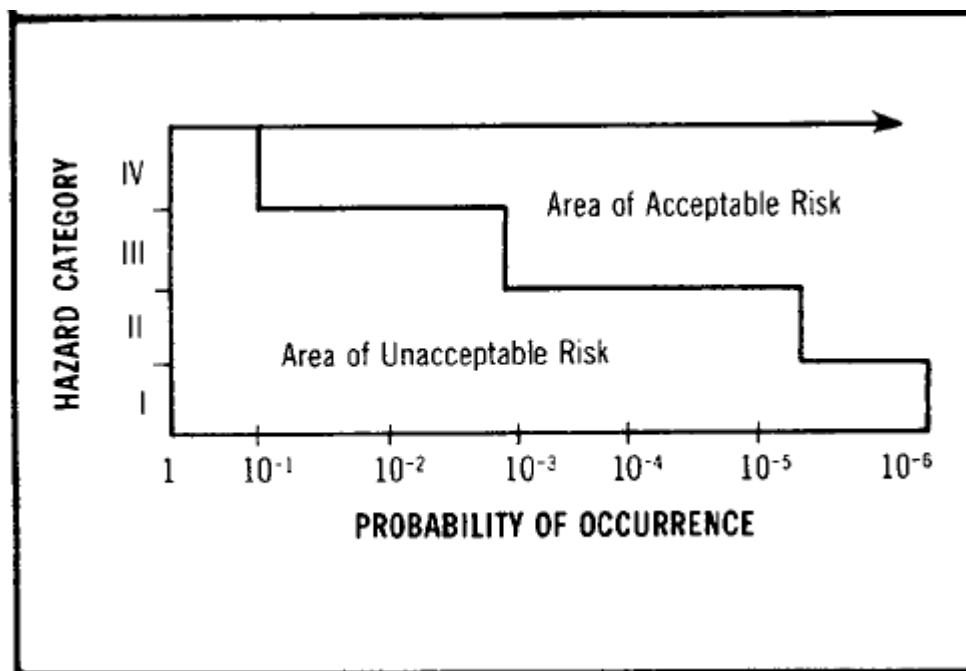 HAZARD CATEGORY
IV
III
II
I
Area of Acceptable Risk
Area of Unacceptable Risk
1 10⁻¹ 10⁻² 10⁻³ 10⁻⁴ 10⁻⁵ 10⁻⁶
PROBABILITY OF OCCURRENCE